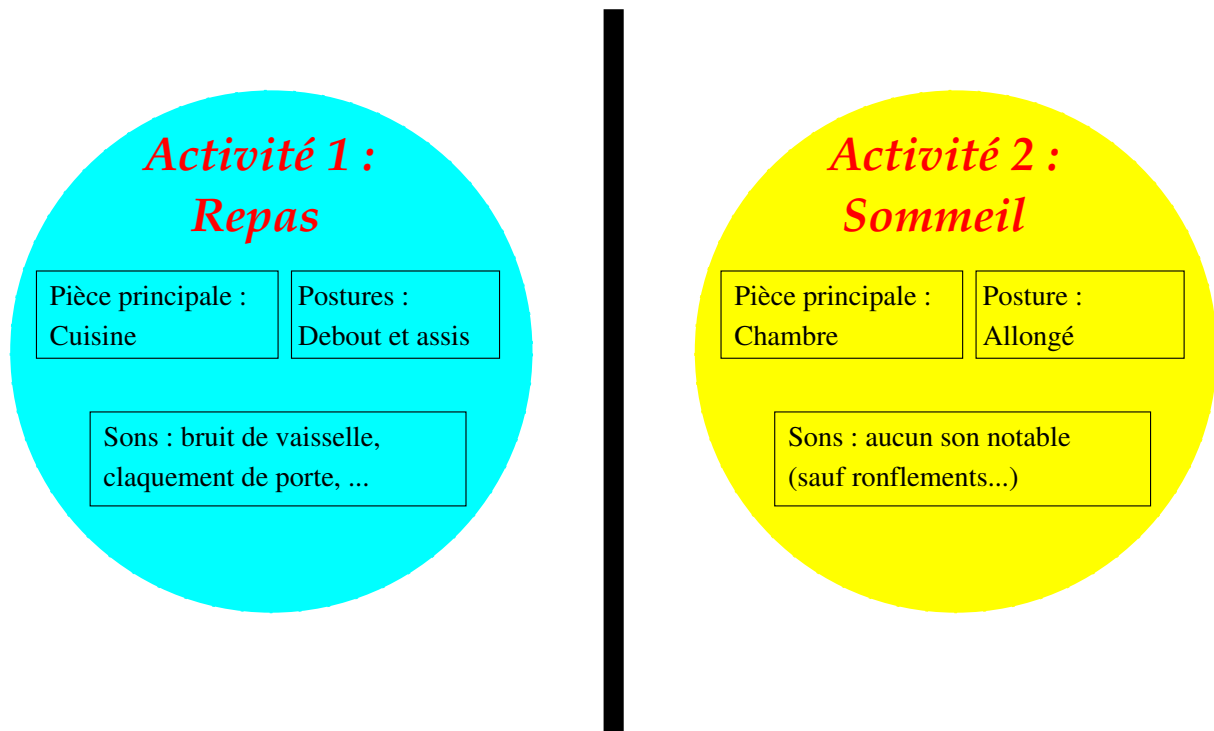 Activité 1 :
Repas
Pièce principale :
Cuisine
Postures :
Debout et assis
Sons : bruit de vaisselle,
claquement de porte, ...
Activité 2 :
Sommeil
Pièce principale :
Chambre
Posture :
Allongé
Sons : aucun son notable
(sauf ronflements...)